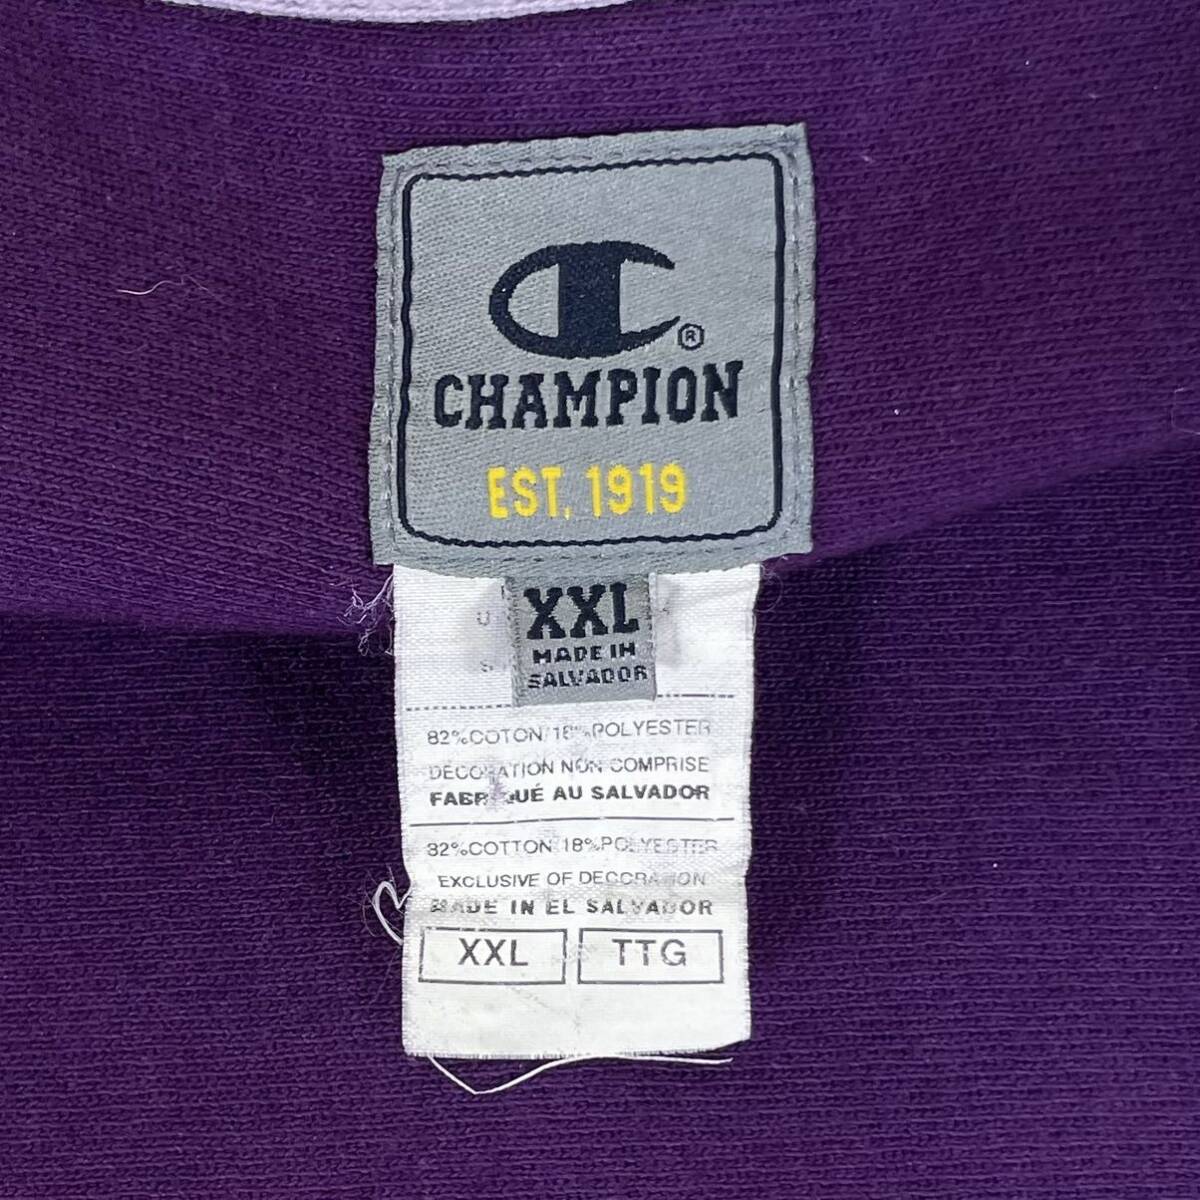 ®
CHAMPION
EST. 1919
XXL
MADE IN
SALVADOR
U
S
82%COTON/18%POLYESTER
DÉCORATION NON COMPRISE
FABRIQUÉ AU SALVADOR
82%COTTON/18%POLYESTER
EXCLUSIVE OF DECORATION
MADE IN EL SALVADOR
XXL TTG